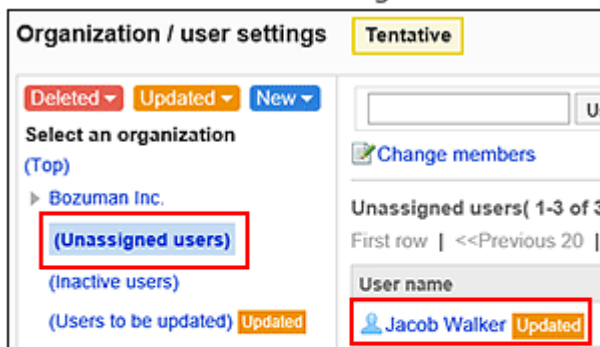 Organization / user settings Tentative
Deleted Updated New
Select an organization
(Top)
Bozuman Inc.
(Unassigned users)
(Inactive users)
(Users to be updated) Updated
Change members
Unassigned users( 1-3 of
First row | <<Previous 20 |
User name
Jacob Walker Updated